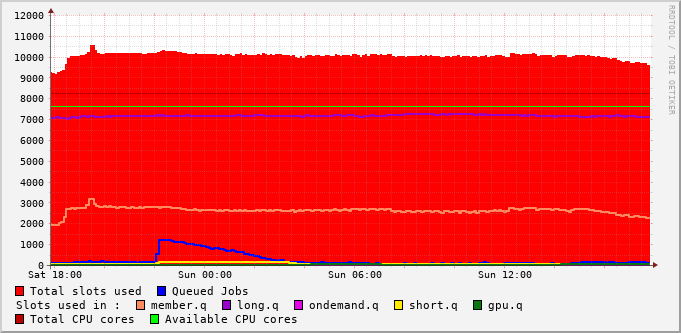 RRDTOOL / TOBI OETIKER
12000
11000
10000
9000
8000
7000
6000
5000
4000
3000
2000
1000
0
Sat 18:00 Sun 00:00 Sun 06:00 Sun 12:00
Total slots used Queued Jobs
Slots used in : member.q long.q ondemand.q short.q gpu.q
Total CPU cores Available CPU cores